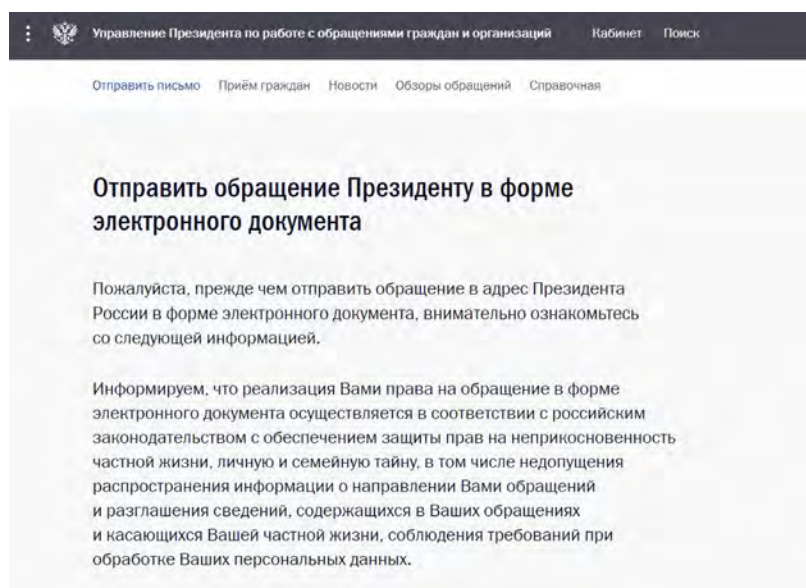 Управление Президента по работе с обращениями граждан и организаций Кабинет Поиск
Отправить письмо Приём граждан Новости Обзоры обращений Справочная
Отправить обращение Президенту в форме
электронного документа
Пожалуйста, прежде чем отправить обращение в адрес Президента
России в форме электронного документа, внимательно ознакомьтесь
со следующей информацией.
Информируем, что реализация Вами права на обращение в форме
электронного документа осуществляется в соответствии с российским
законодательством с обеспечением защиты прав на неприкосновенность
частной жизни, личную и семейную тайну, в том числе недопущения
распространения информации о направлении Вами обращений
и разглашения сведений, содержащихся в Ваших обращениях
и касающихся Вашей частной жизни, соблюдения требований при
обработке Ваших персональных данных.